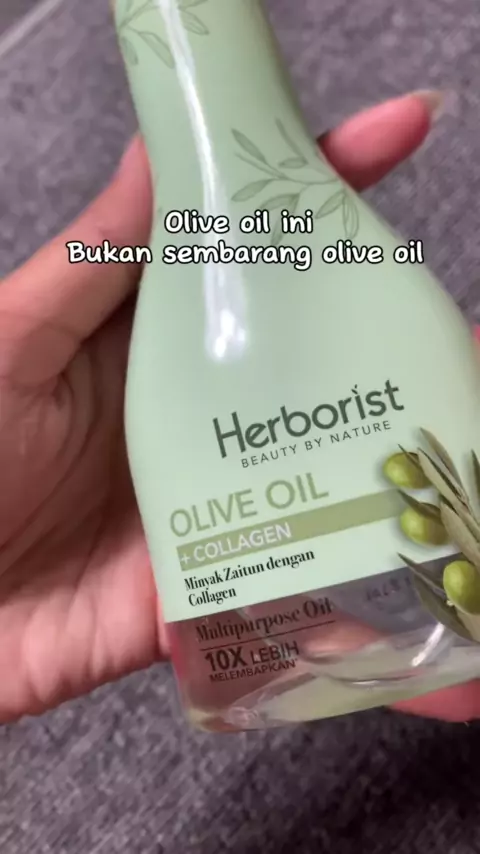 Olive oil ini
Bukan sembarang olive oil
Herborist
BEAUTY BY NATURE
OLIVE OIL
+ COLLAGEN
Minyak Zaitun dengan
Collagen
Multipurpose Oil
10X LEBIH
MELEMBAPKAN*